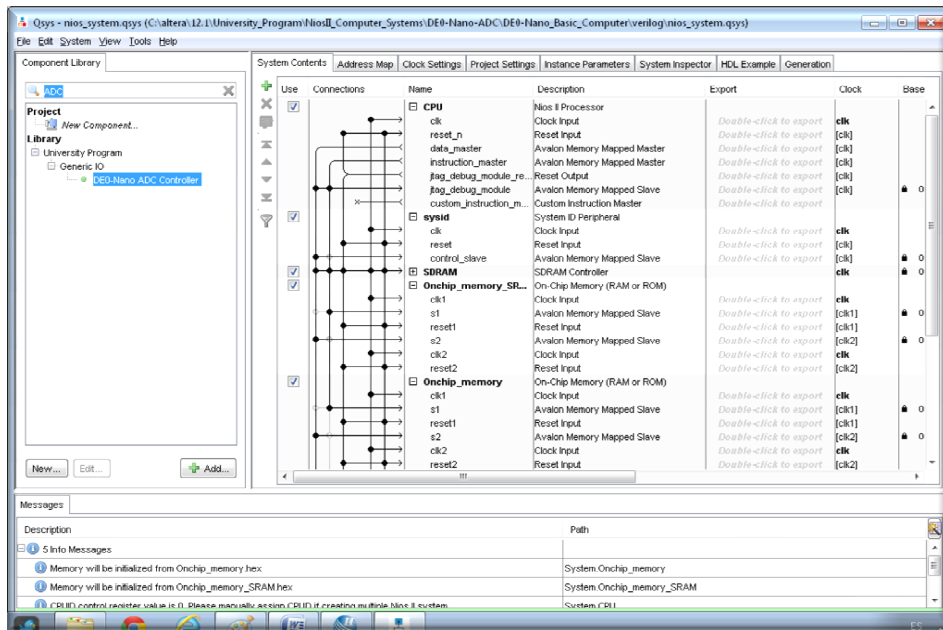 Qsys - nios_system.qsys (C:\altera\12.1\University_Program\NiosII_Computer_Systems\DE0-Nano-ADC\DE0-Nano_Basic_Computer\verilog\nios_system.qsys)
File Edit System View Tools Help
Component Library
ADC
Project
New Component...
Library
University Program
Generic IO
DE0-Nano ADC Controller
New... Edit... Add...
System Contents Address Map Clock Settings Project Settings Instance Parameters System Inspector HDL Example Generation
Use Connections Name Description Export Clock Base
CPU Nios II Processor
clk Clock Input Double-click to export clk
reset_n Reset Input Double-click to export [clk]
data_master Avalon Memory Mapped Master Double-click to export [clk]
instruction_master Avalon Memory Mapped Master Double-click to export [clk]
jtag_debug_module_re... Reset Output Double-click to export [clk]
jtag_debug_module Avalon Memory Mapped Slave Double-click to export [clk] 0
custom_instruction_m... Custom Instruction Master Double-click to export
sysid System ID Peripheral
clk Clock Input Double-click to export clk
reset Reset Input Double-click to export [clk]
control_slave Avalon Memory Mapped Slave Double-click to export [clk] 0
SDRAM SDRAM Controller clk 0
Onchip_memory_SR... On-Chip Memory (RAM or ROM)
clk1 Clock Input Double-click to export clk
s1 Avalon Memory Mapped Slave Double-click to export [clk1] 0
reset1 Reset Input Double-click to export [clk1]
s2 Avalon Memory Mapped Slave Double-click to export [clk2] 0
clk2 Clock Input Double-click to export clk
reset2 Reset Input Double-click to export [clk2]
Onchip_memory On-Chip Memory (RAM or ROM)
clk1 Clock Input Double-click to export clk
s1 Avalon Memory Mapped Slave Double-click to export [clk1] 0
reset1 Reset Input Double-click to export [clk1]
s2 Avalon Memory Mapped Slave Double-click to export [clk2] 0
clk2 Clock Input Double-click to export clk
reset2 Reset Input Double-click to export [clk2]
Messages
Description Path
5 Info Messages
Memory will be initialized from Onchip_memory.hex System.Onchip_memory
Memory will be initialized from Onchip_memory_SRAM.hex System.Onchip_memory_SRAM
CPUID control register value is 0. Please manually assign CPUID if creating multiple Nios II system System.CPU
ES